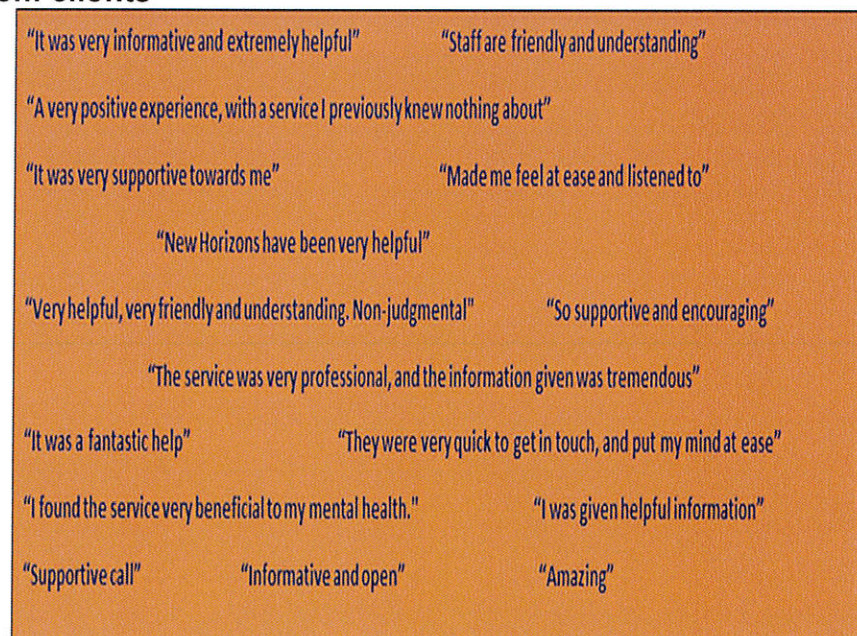 clients
“It was very informative and extremely helpful” “Staff are friendly and understanding”
“A very positive experience, with a service I previously knew nothing about”
“It was very supportive towards me” “Made me feel at ease and listened to”
“New Horizons have been very helpful”
“Very helpful, very friendly and understanding. Non-judgmental" “So supportive and encouraging”
“The service was very professional, and the information given was tremendous”
“It was a fantastic help” “They were very quick to get in touch, and put my mind at ease”
“I found the service very beneficial to my mental health." “I was given helpful information”
“Supportive call” “Informative and open” “Amazing”